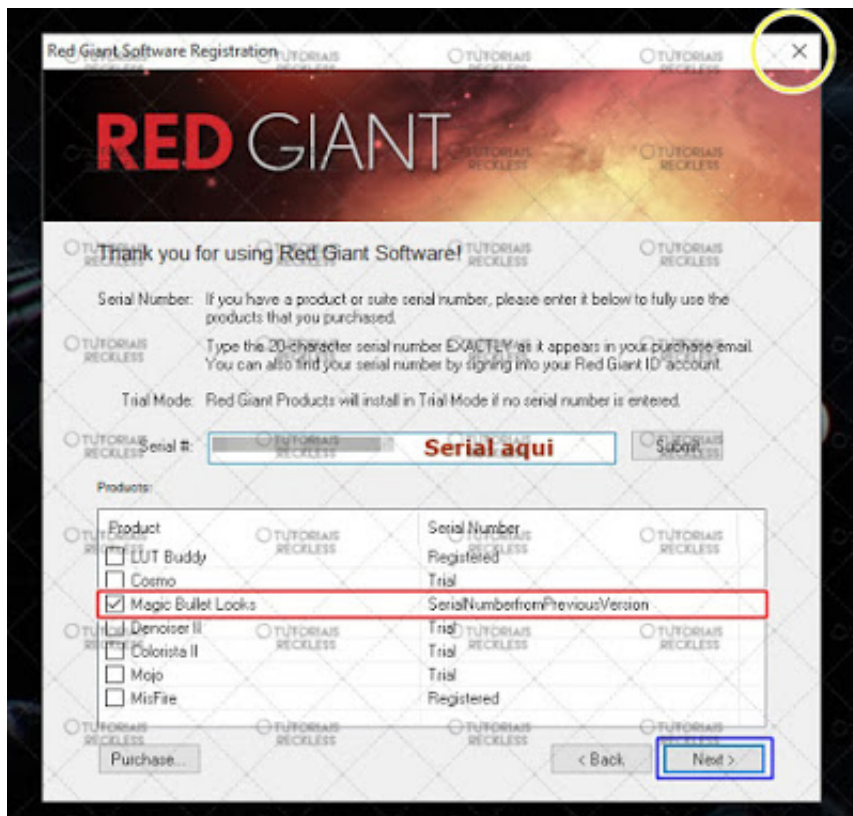 Red Giant Software Registration
RED GIANT
Thank you for using Red Giant Software!
Serial Number: If you have a product or suite serial number, please enter it below to fully use the
products that you purchased.
Type the 20-character serial number EXACTLY as it appears in your purchase email.
You can also find your serial number by signing into your Red Giant ID account.
Trial Mode: Red Giant Products will install in Trial Mode if no serial number is entered.
Serial #: Serial aqui Submit
Products:
Product Serial Number
LUT Buddy Registered
Cosmo Trial
Magic Bullet Looks SerialNumberfromPreviousVersion
Denoiser II Trial
Colorista II Trial
Mojo Trial
MisFire Registered
Purchase... < Back Next >
TUTORIAIS
RECKLESS